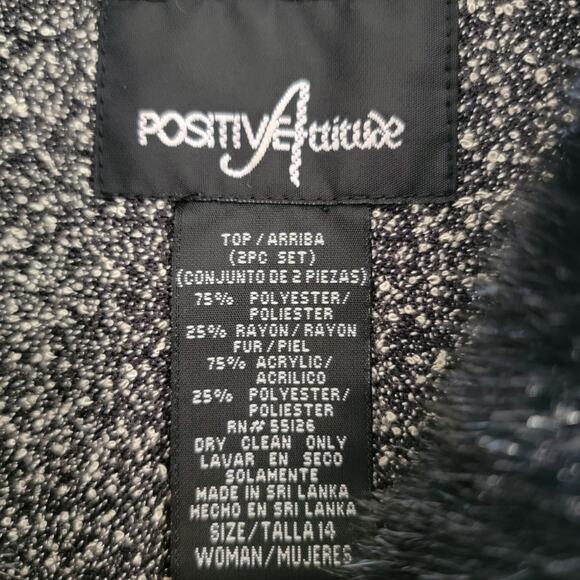 POSITIVE Attitude
TOP/ARRIBA
(2PC SET)
(CONJUNTO DE 2 PIEZAS)
75% POLYESTER/
POLIESTER
25% RAYON/RAYON
FUR/PIEL
75% ACRYLIC/
ACRILICO
25% POLYESTER/
POLIESTER
RN# 55126
DRY CLEAN ONLY
LAVAR EN SECO
SOLAMENTE
MADE IN SRI LANKA
HECHO EN SRI LANKA
SIZE/TALLA 14
WOMAN/MUJERES